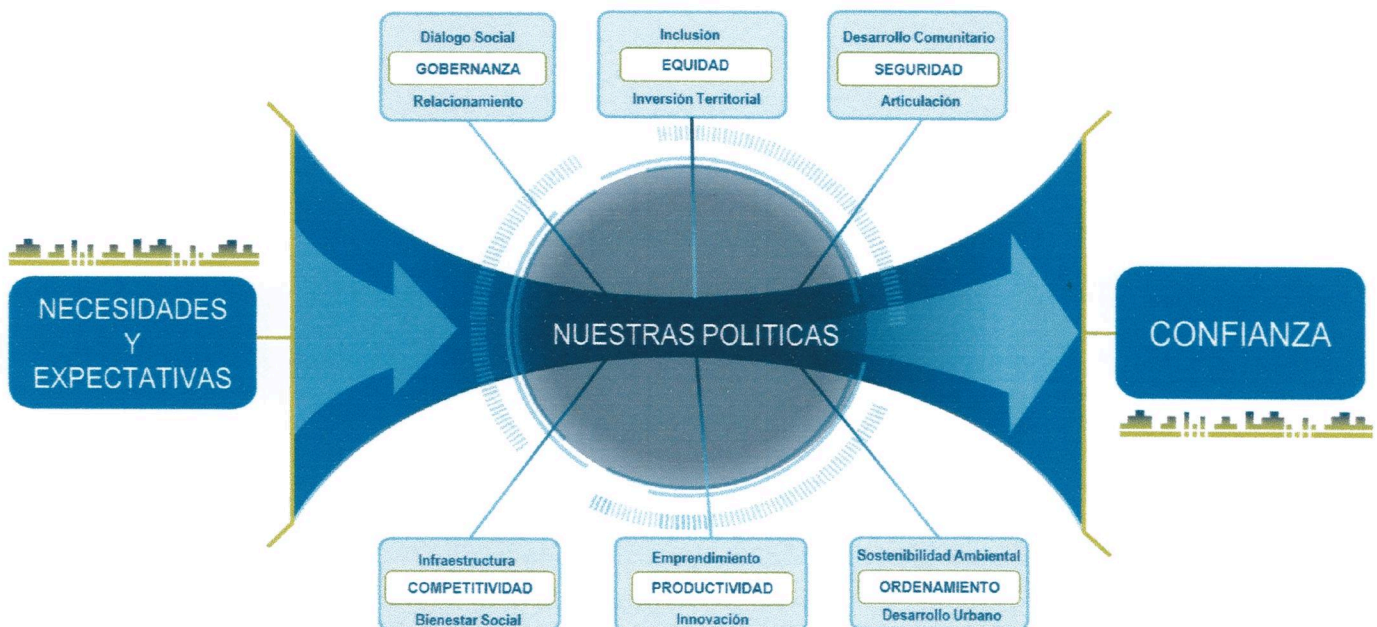 Diálogo Social
GOBERNANZA
Relacionamiento
Inclusión
EQUIDAD
Inversión Territorial
Desarrollo Comunitario
SEGURIDAD
Articulación
NECESIDADES
Y
EXPECTATIVAS
NUESTRAS POLITICAS
CONFIANZA
Infraestructura
COMPETITIVIDAD
Bienestar Social
Emprendimiento
PRODUCTIVIDAD
Innovación
Sostenibilidad Ambiental
ORDENAMIENTO
Desarrollo Urbano